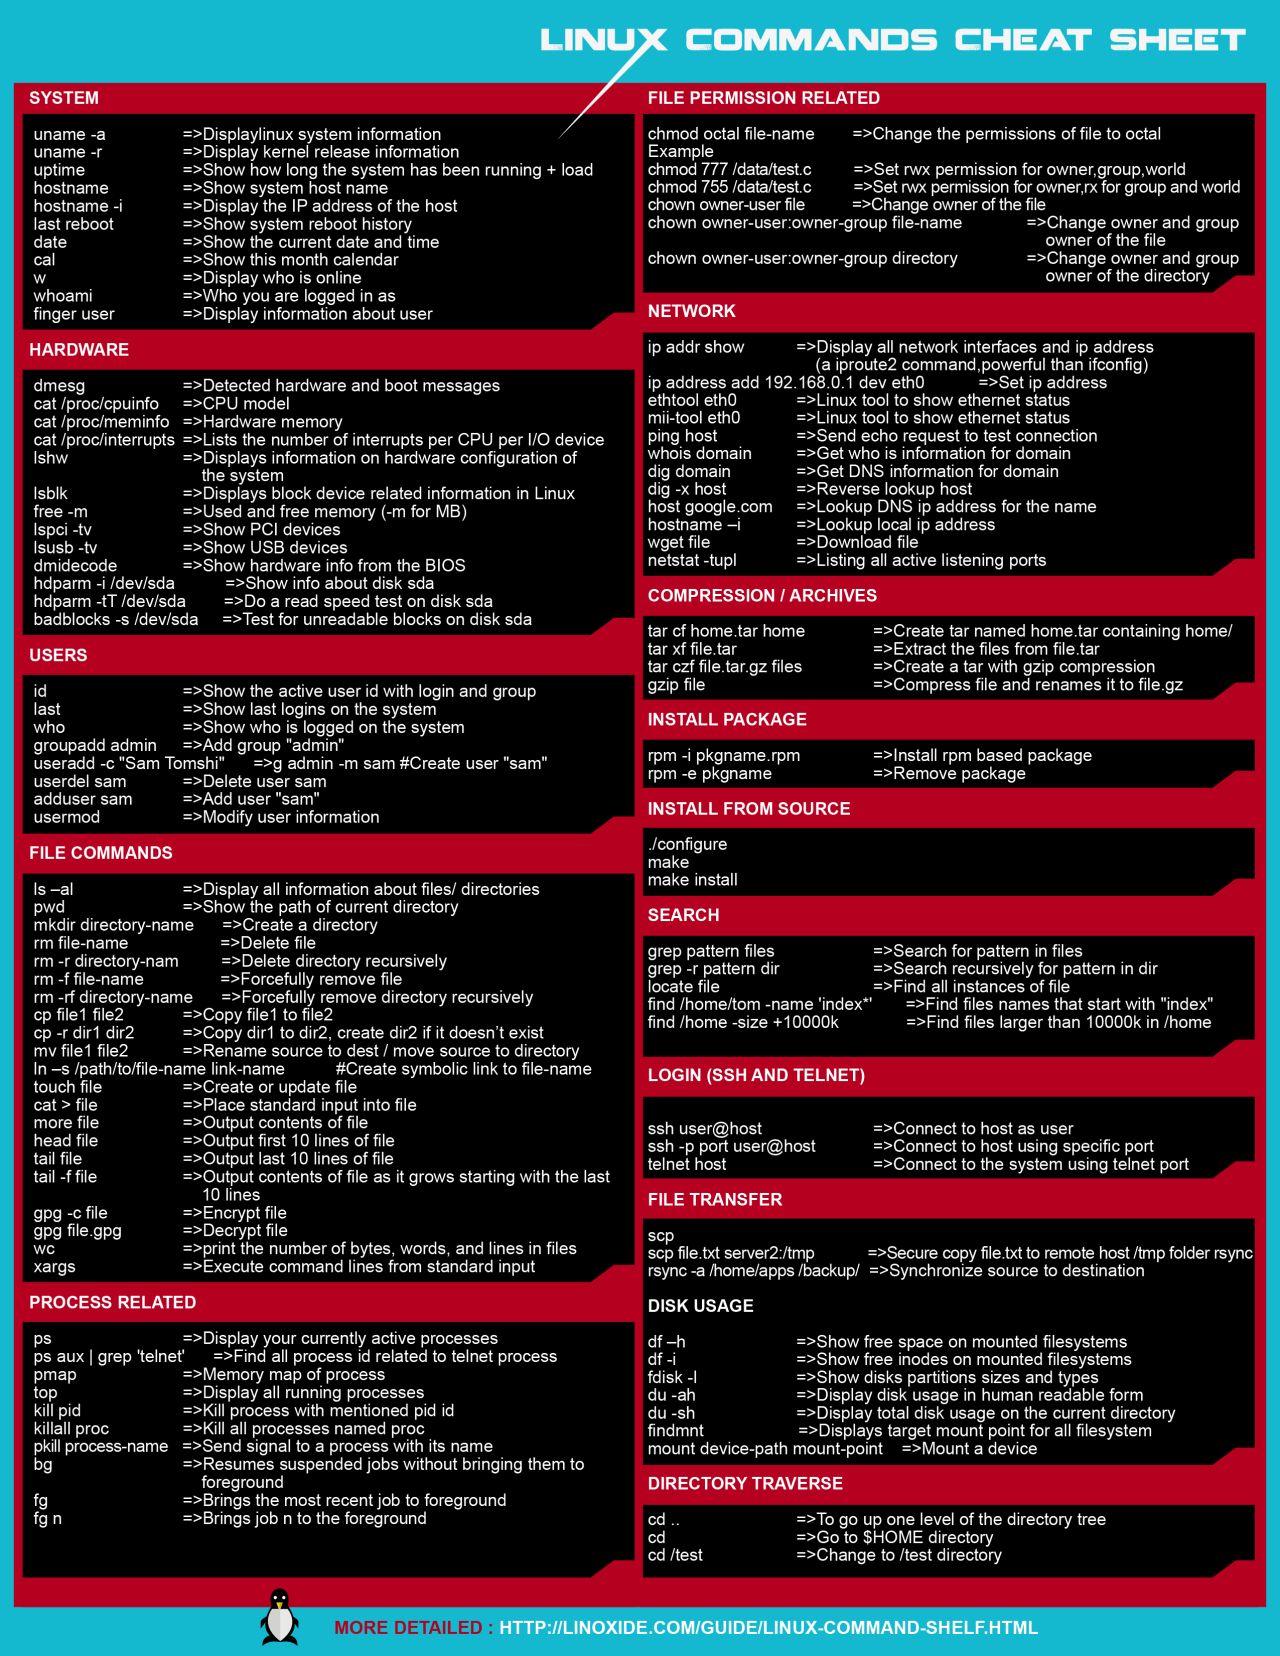 LINUX COMMANDS CHEAT SHEET
SYSTEM
uname -a =>Displaylinux system information
uname -r =>Display kernel release information
uptime =>Show how long the system has been running + load
hostname =>Show system host name
hostname -i =>Display the IP address of the host
last reboot =>Show system reboot history
date =>Show the current date and time
cal =>Show this month calendar
w =>Display who is online
whoami =>Who you are logged in as
finger user =>Display information about user
HARDWARE
dmesg =>Detected hardware and boot messages
cat /proc/cpuinfo =>CPU model
cat /proc/meminfo =>Hardware memory
cat /proc/interrupts =>Lists the number of interrupts per CPU per I/O device
lshw =>Displays information on hardware configuration of
the system
lsblk =>Displays block device related information in Linux
free -m =>Used and free memory (-m for MB)
lspci -tv =>Show PCI devices
lsusb -tv =>Show USB devices
dmidecode =>Show hardware info from the BIOS
hdparm -i /dev/sda =>Show info about disk sda
hdparm -tT /dev/sda =>Do a read speed test on disk sda
badblocks -s /dev/sda =>Test for unreadable blocks on disk sda
USERS
id =>Show the active user id with login and group
last =>Show last logins on the system
who =>Show who is logged on the system
groupadd admin =>Add group "admin"
useradd -c "Sam Tomshi" =>g admin -m sam #Create user "sam"
userdel sam =>Delete user sam
adduser sam =>Add user "sam"
usermod =>Modify user information
FILE COMMANDS
ls –al =>Display all information about files/ directories
pwd =>Show the path of current directory
mkdir directory-name =>Create a directory
rm file-name =>Delete file
rm -r directory-nam =>Delete directory recursively
rm -f file-name =>Forcefully remove file
rm -rf directory-name =>Forcefully remove directory recursively
cp file1 file2 =>Copy file1 to file2
cp -r dir1 dir2 =>Copy dir1 to dir2, create dir2 if it doesn’t exist
mv file1 file2 =>Rename source to dest / move source to directory
ln –s /path/to/file-name link-name #Create symbolic link to file-name
touch file =>Create or update file
cat > file =>Place standard input into file
more file =>Output contents of file
head file =>Output first 10 lines of file
tail file =>Output last 10 lines of file
tail -f file =>Output contents of file as it grows starting with the last
10 lines
gpg -c file =>Encrypt file
gpg file.gpg =>Decrypt file
wc =>print the number of bytes, words, and lines in files
xargs =>Execute command lines from standard input
PROCESS RELATED
ps =>Display your currently active processes
ps aux | grep 'telnet' =>Find all process id related to telnet process
pmap =>Memory map of process
top =>Display all running processes
kill pid =>Kill process with mentioned pid id
killall proc =>Kill all processes named proc
pkill process-name =>Send signal to a process with its name
bg =>Resumes suspended jobs without bringing them to
foreground
fg =>Brings the most recent job to foreground
fg n =>Brings job n to the foreground
FILE PERMISSION RELATED
chmod octal file-name =>Change the permissions of file to octal
Example
chmod 777 /data/test.c =>Set rwx permission for owner,group,world
chmod 755 /data/test.c =>Set rwx permission for owner,rx for group and world
chown owner-user file =>Change owner of the file
chown owner-user:owner-group file-name =>Change owner and group
owner of the file
chown owner-user:owner-group directory =>Change owner and group
owner of the directory
NETWORK
ip addr show =>Display all network interfaces and ip address
(a iproute2 command,powerful than ifconfig)
ip address add 192.168.0.1 dev eth0 =>Set ip address
ethtool eth0 =>Linux tool to show ethernet status
mii-tool eth0 =>Linux tool to show ethernet status
ping host =>Send echo request to test connection
whois domain =>Get who is information for domain
dig domain =>Get DNS information for domain
dig -x host =>Reverse lookup host
host google.com =>Lookup DNS ip address for the name
hostname –i =>Lookup local ip address
wget file =>Download file
netstat -tupl =>Listing all active listening ports
COMPRESSION / ARCHIVES
tar cf home.tar home =>Create tar named home.tar containing home/
tar xf file.tar =>Extract the files from file.tar
tar czf file.tar.gz files =>Create a tar with gzip compression
gzip file =>Compress file and renames it to file.gz
INSTALL PACKAGE
rpm -i pkgname.rpm =>Install rpm based package
rpm -e pkgname =>Remove package
INSTALL FROM SOURCE
./configure
make
make install
SEARCH
grep pattern files =>Search for pattern in files
grep -r pattern dir =>Search recursively for pattern in dir
locate file =>Find all instances of file
find /home/tom -name 'index*' =>Find files names that start with "index"
find /home -size +10000k =>Find files larger than 10000k in /home
LOGIN (SSH AND TELNET)
ssh user@host =>Connect to host as user
ssh -p port user@host =>Connect to host using specific port
telnet host =>Connect to the system using telnet port
FILE TRANSFER
scp
scp file.txt server2:/tmp =>Secure copy file.txt to remote host /tmp folder rsync
rsync -a /home/apps /backup/ =>Synchronize source to destination
DISK USAGE
df –h =>Show free space on mounted filesystems
df -i =>Show free inodes on mounted filesystems
fdisk -l =>Show disks partitions sizes and types
du -ah =>Display disk usage in human readable form
du -sh =>Display total disk usage on the current directory
findmnt =>Displays target mount point for all filesystem
mount device-path mount-point =>Mount a device
DIRECTORY TRAVERSE
cd .. =>To go up one level of the directory tree
cd =>Go to $HOME directory
cd /test =>Change to /test directory
MORE DETAILED : HTTP://LINOXIDE.COM/GUIDE/LINUX-COMMAND-SHELF.HTML